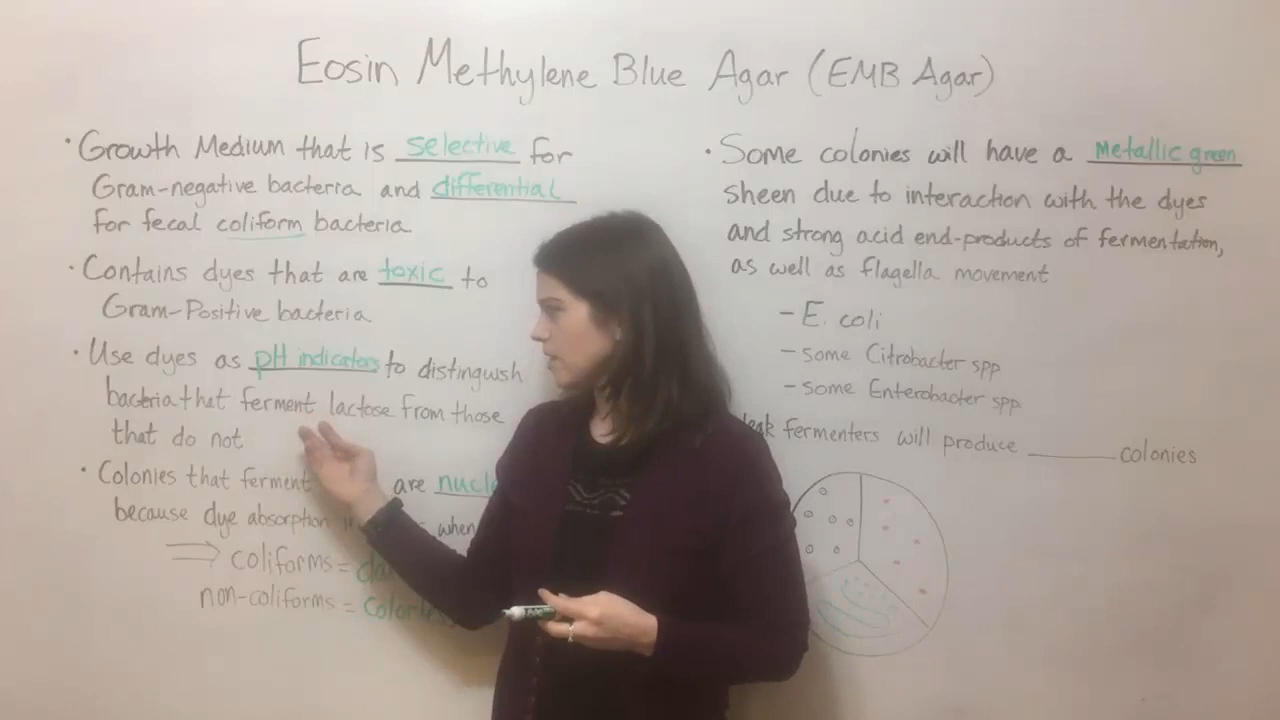 Eosin Methylene Blue Agar (EMB Agar)
• Growth Medium that is selective for
Gram-negative bacteria and differential
for fecal coliform bacteria
• Contains dyes that are toxic to
Gram-Positive bacteria
• Use dyes as pH indicators to distinguish
bacteria that ferment lactose from those
that do not
• Colonies that ferment are
because dye absorption when
⇒ coliforms =
non-coliforms =
• Some colonies will have a metallic green
sheen due to interaction with the dyes
and strong acid end-products of fermentation,
as well as flagella movement
- E. coli
- some Citrobacter spp
- some Enterobacter spp
fermenters will produce ______ colonies